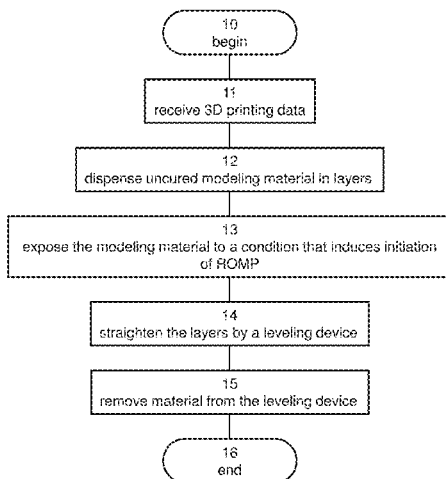 10
begin
11
receive 3D printing data
12
dispense uncured modeling material in layers
13
expose the modeling material to a condition that induces initiation
of ROMP
14
straighten the layers by a leveling device
15
remove material from the leveling device
16
end